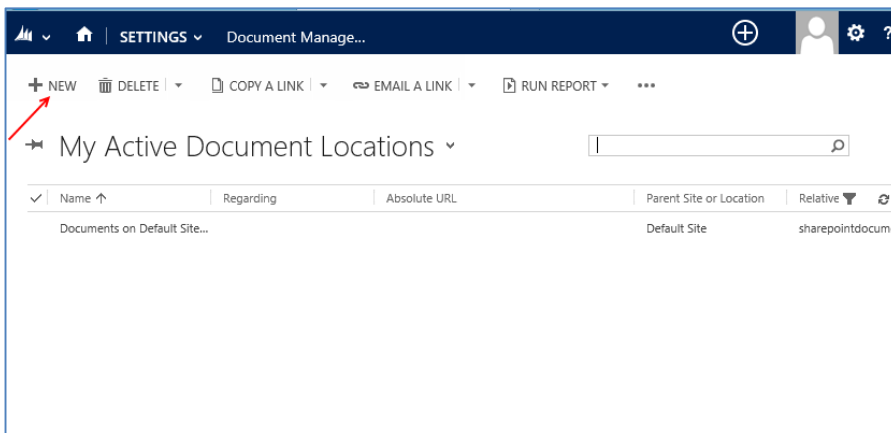 SETTINGS Document Manage... ?
NEW DELETE COPY A LINK EMAIL A LINK RUN REPORT ...
My Active Document Locations
Name Regarding Absolute URL Parent Site or Location Relative
Documents on Default Site... Default Site sharepointdocum